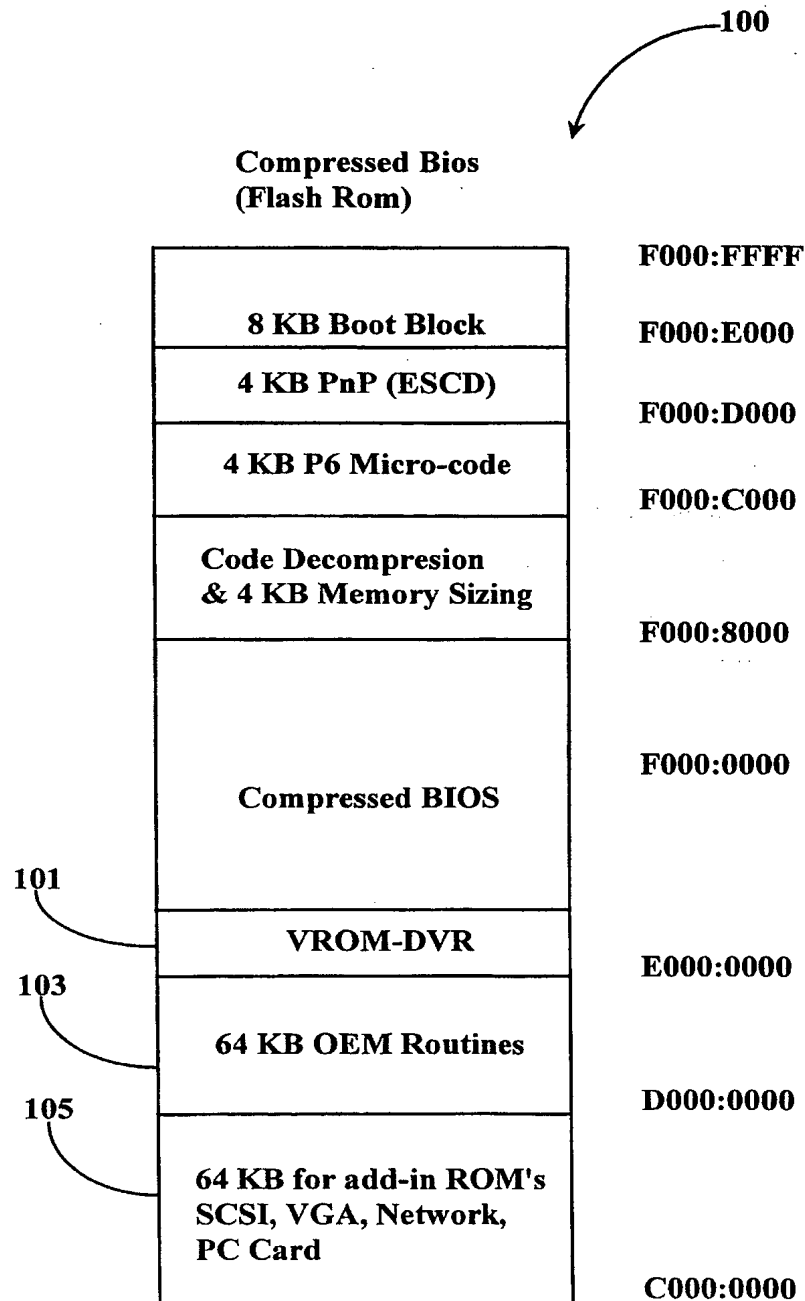 100
Compressed Bios
(Flash Rom)
F000:FFFF
8 KB Boot Block
F000:E000
4 KB PnP (ESCD)
F000:D000
4 KB P6 Micro-code
F000:C000
Code Decompresion
& 4 KB Memory Sizing
F000:8000
F000:0000
Compressed BIOS
101
VROM-DVR
E000:0000
103
64 KB OEM Routines
D000:0000
105
64 KB for add-in ROM's
SCSI, VGA, Network,
PC Card
C000:0000